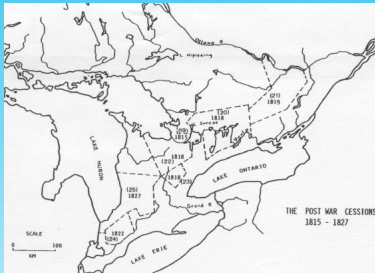 Ottawa R
L Nipissing
(21)
1819
(20)
1818
Simcoe
(19)
1815
1818
(22)
1818
(23)
LAKE HURON
LAKE ONTARIO
(25)
1827
Grand R
THE POST WAR CESSIONS
1815 - 1827
1822
(24)
SCALE
0 100
KM
LAKE ERIE